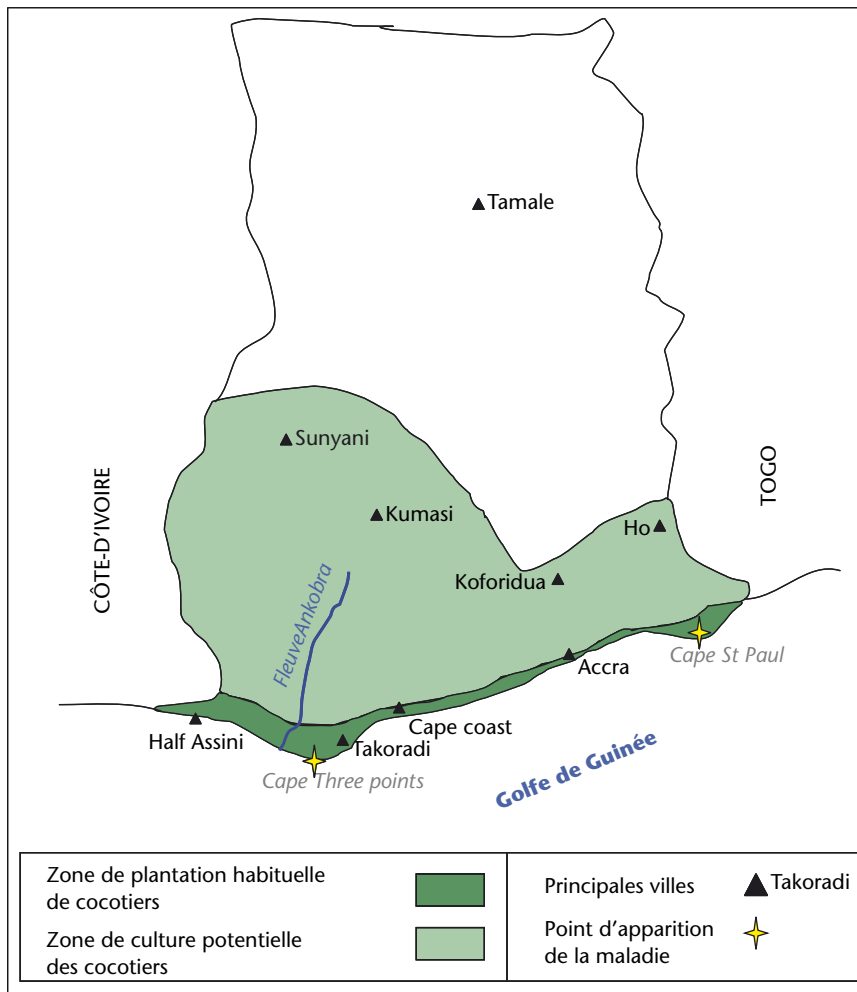 Tamale
Sunyani
Kumasi
Ho
Koforidua
TOGO
CÔTE-D'IVOIRE
FleuveAnkobra
Accra
Cape St Paul
Cape coast
Half Assini
Takoradi
Cape Three points
Golfe de Guinée
Zone de plantation habituelle
de cocotiers
Zone de culture potentielle
des cocotiers
Principales villes
Takoradi
Point d'apparition
de la maladie